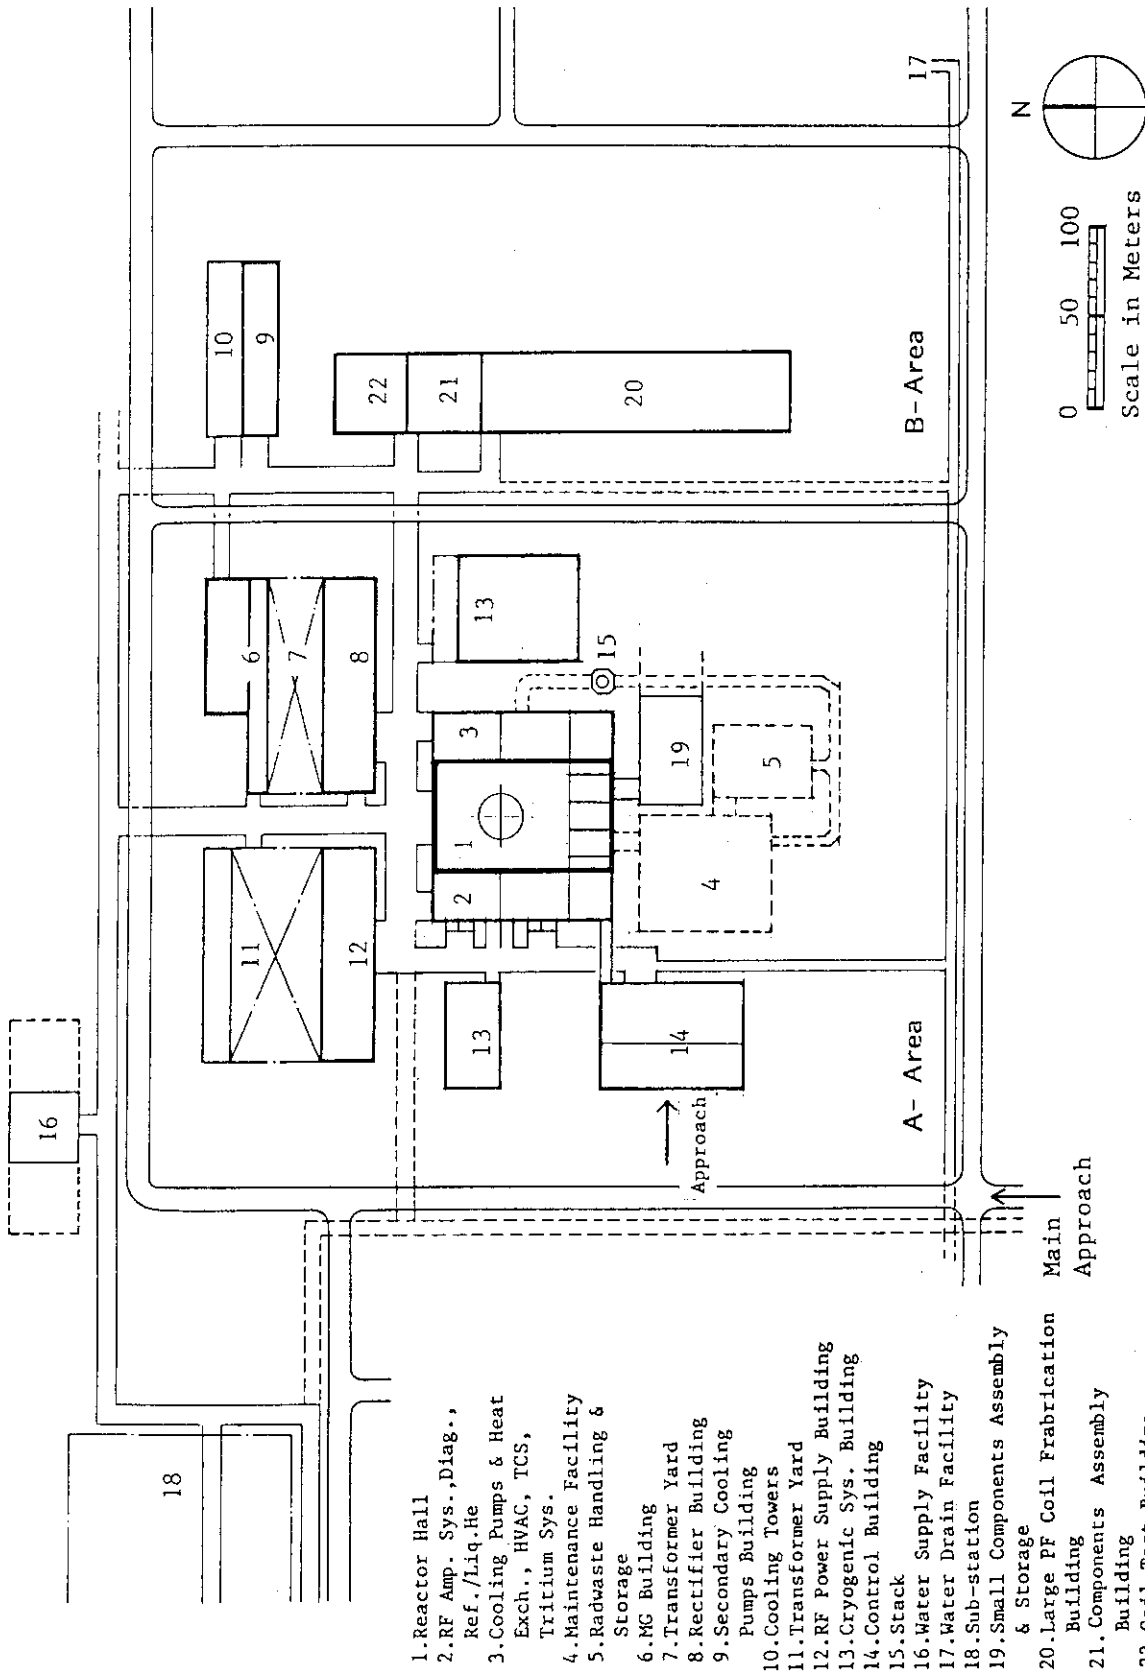 18
16
11
12
6
7
8
10
9
22
21
20
13
2
1
3
13
15
14
4
19
5
17
Approach
A- Area
B-Area
Main
Approach
N
0 50 100
Scale in Meters
1.Reactor Hall
2.RF Amp. Sys.,Diag.,
Ref./Liq.He
3.Cooling Pumps & Heat
Exch., HVAC, TCS,
Tritium Sys.
4.Maintenance Facility
5.Radwaste Handling &
Storage
6.MG Building
7.Transformer Yard
8.Rectifier Building
9.Secondary Cooling
Pumps Building
10.Cooling Towers
11.Transformer Yard
12.RF Power Supply Building
13.Cryogenic Sys. Building
14.Control Building
15.Stack
16.Water Supply Facility
17.Water Drain Facility
18.Sub-station
19.Small Components Assembly
& Storage
20.Large PF Coil Frabrication
Building
21.Components Assembly
Building